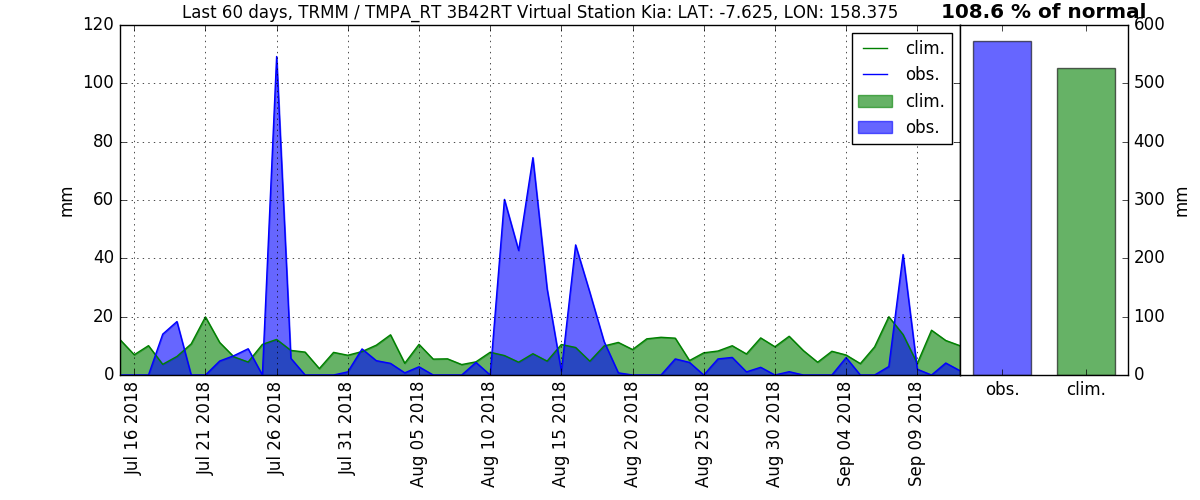 Last 60 days, TRMM / TMPA_RT 3B42RT Virtual Station Kia: LAT: -7.625, LON: 158.375
108.6 % of normal
120
100
80
60
40
20
0
mm
clim.
obs.
clim.
obs.
600
500
400
300
200
100
0
mm
Jul 16 2018
Jul 21 2018
Jul 26 2018
Jul 31 2018
Aug 05 2018
Aug 10 2018
Aug 15 2018
Aug 20 2018
Aug 25 2018
Aug 30 2018
Sep 04 2018
Sep 09 2018
obs.
clim.